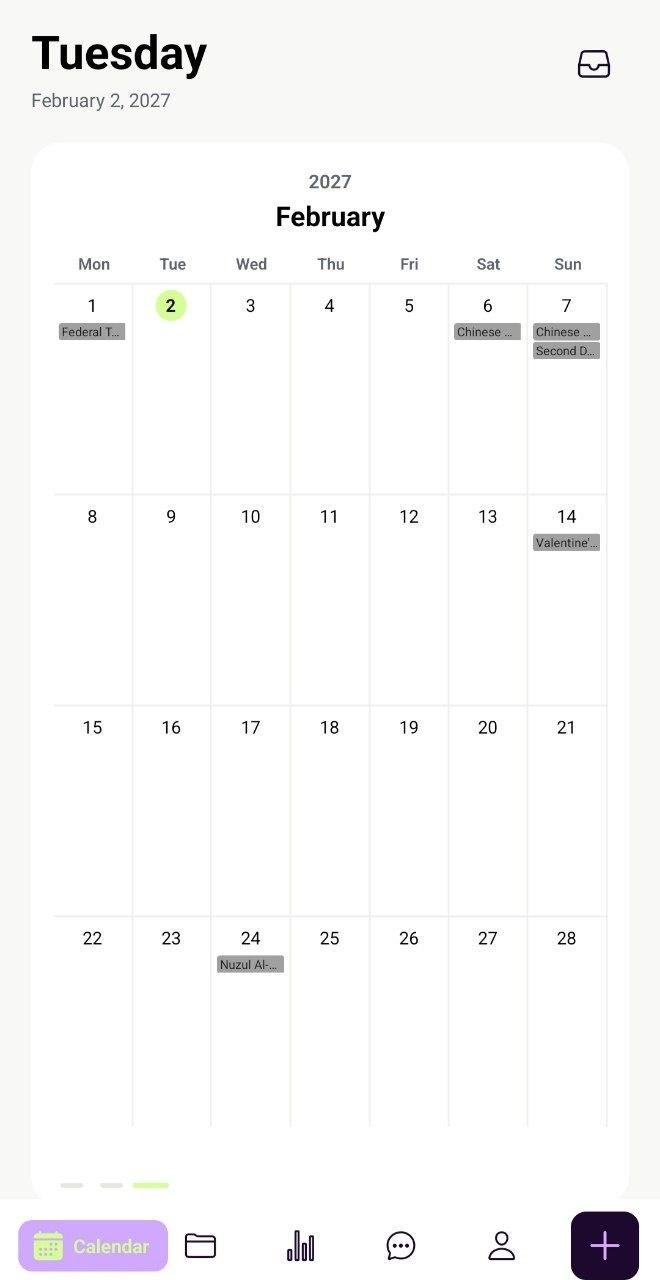 Tuesday
February 2, 2027
2027
February
Mon Tue Wed Thu Fri Sat Sun
1 2 3 4 5 6 7
Federal T... Chinese ... Chinese ...
Second D...
8 9 10 11 12 13 14
Valentine'...
15 16 17 18 19 20 21
22 23 24 25 26 27 28
Nuzul Al-...
Calendar